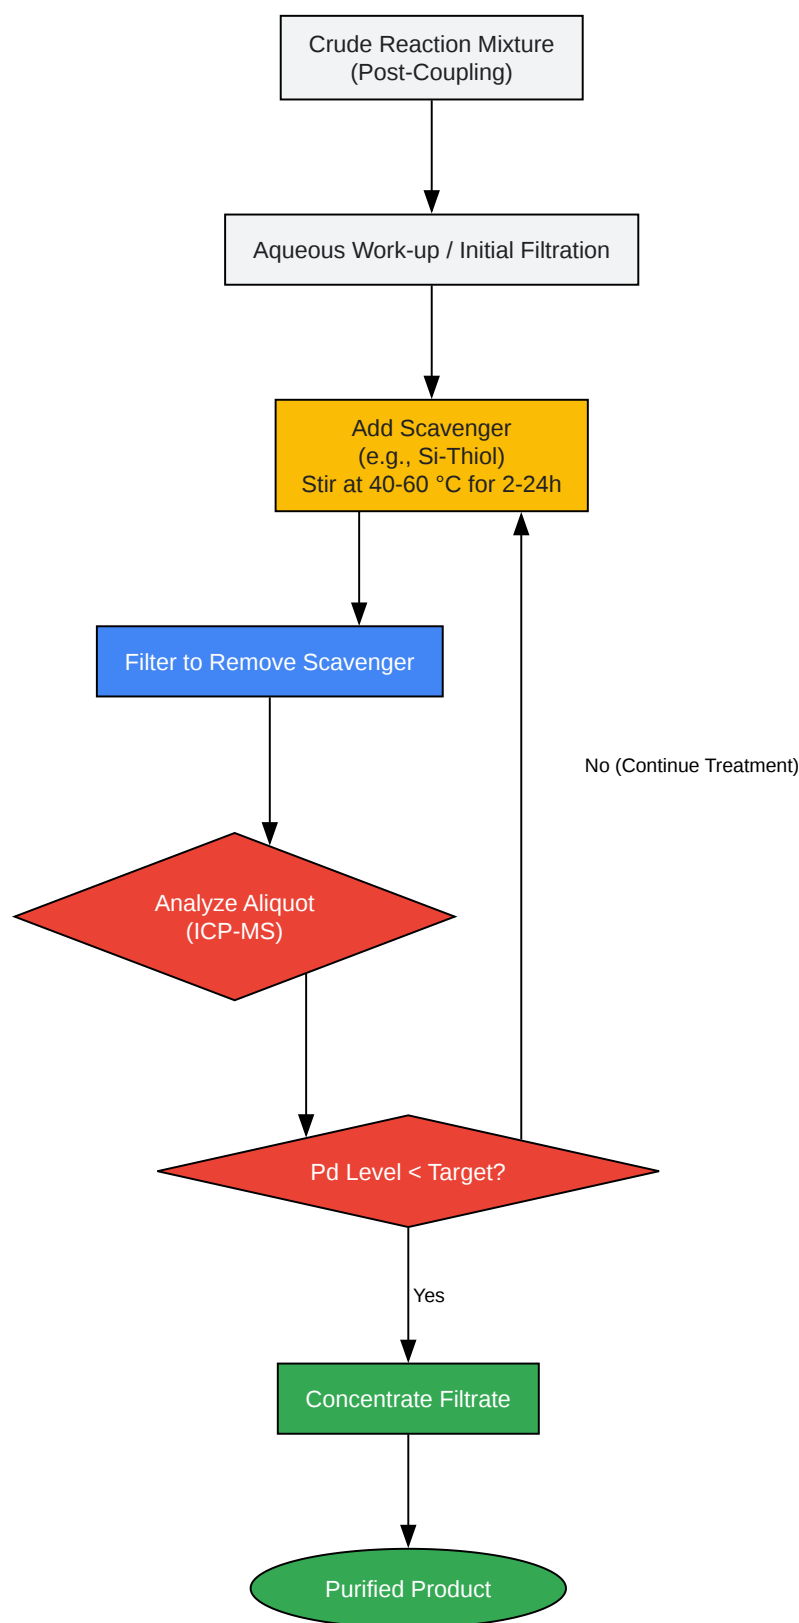 Crude Reaction Mixture
(Post-Coupling)
Aqueous Work-up / Initial Filtration
Add Scavenger
(e.g., Si-Thiol)
Stir at 40-60 °C for 2-24h
Filter to Remove Scavenger
No (Continue Treatment)
Analyze Aliquot
(ICP-MS)
Pd Level < Target?
Yes
Concentrate Filtrate
Purified Product